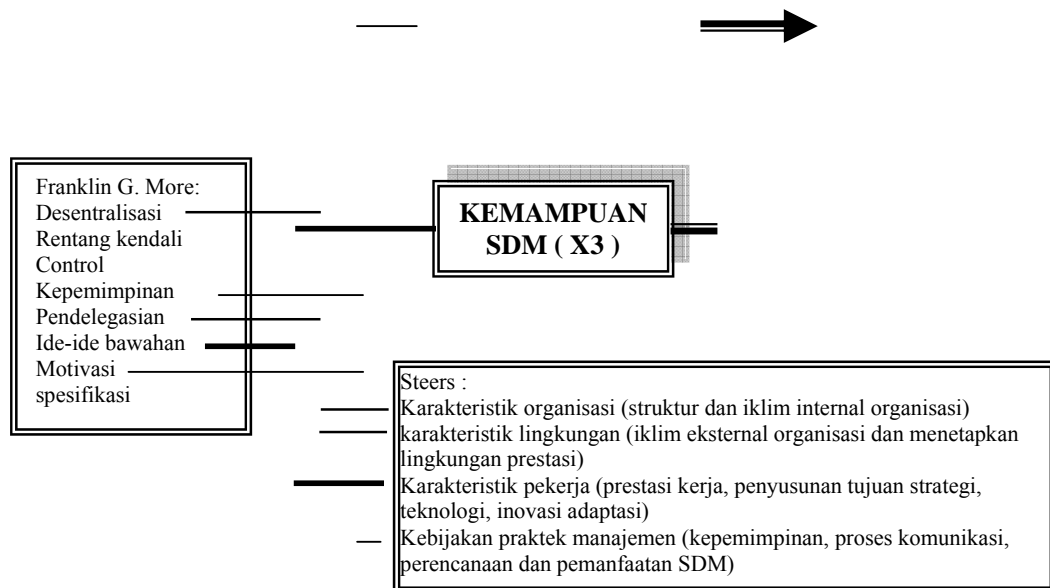 Franklin G. More:
Desentralisasi
Rentang kendali
Control
Kepemimpinan
Pendelegasian
Ide-ide bawahan
Motivasi
spesifikasi
KEMAMPUAN
SDM ( X3 )
Steers :
Karakteristik organisasi (struktur dan iklim internal organisasi)
karakteristik lingkungan (iklim eksternal organisasi dan menetapkan
lingkungan prestasi)
Karakteristik pekerja (prestasi kerja, penyusunan tujuan strategi,
teknologi, inovasi adaptasi)
Kebijakan praktek manajemen (kepemimpinan, proses komunikasi,
perencanaan dan pemanfaatan SDM)